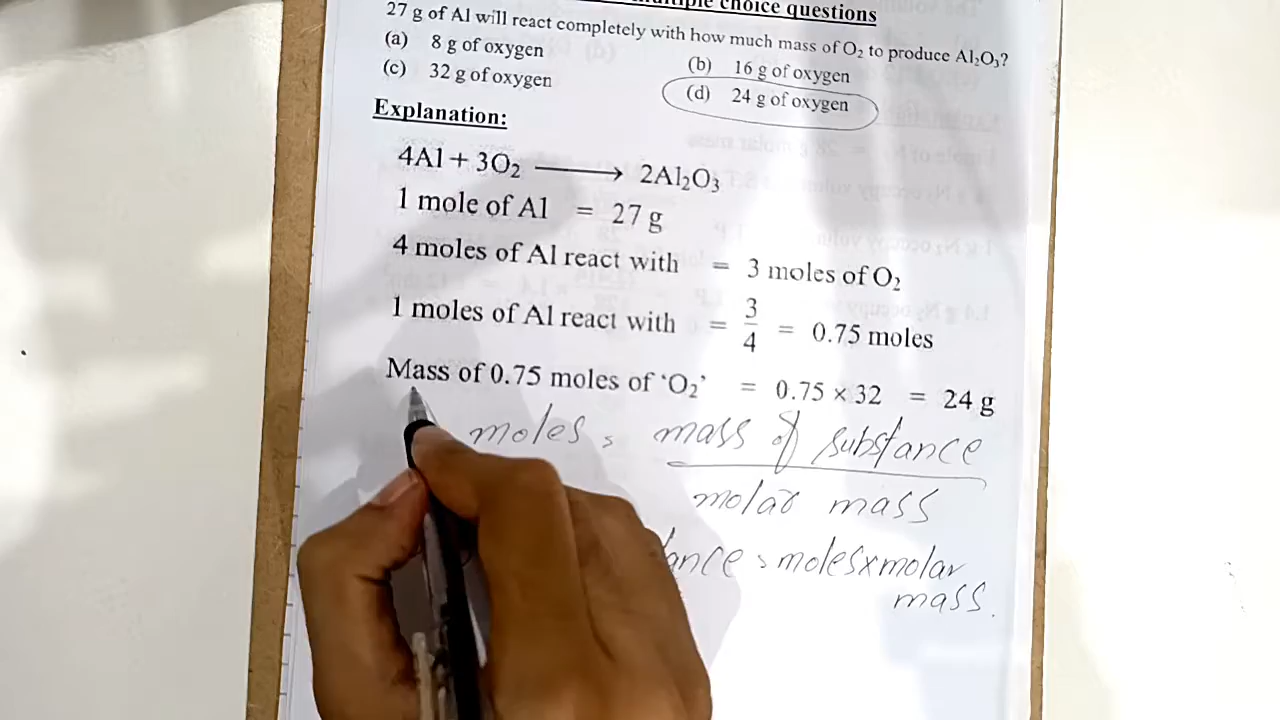 multiple choice questions
27 g of Al will react completely with how much mass of O₂ to produce Al₂O₃?
(a) 8 g of oxygen (b) 16 g of oxygen
(c) 32 g of oxygen (d) 24 g of oxygen
Explanation:
4Al + 3O₂ ⟶ 2Al₂O₃
1 mole of Al = 27 g
4 moles of Al react with = 3 moles of O₂
1 moles of Al react with = 3/4 = 0.75 moles
Mass of 0.75 moles of ‘O₂’ = 0.75 × 32 = 24 g
moles = mass of substance
molar mass
= moles×molar
mass.